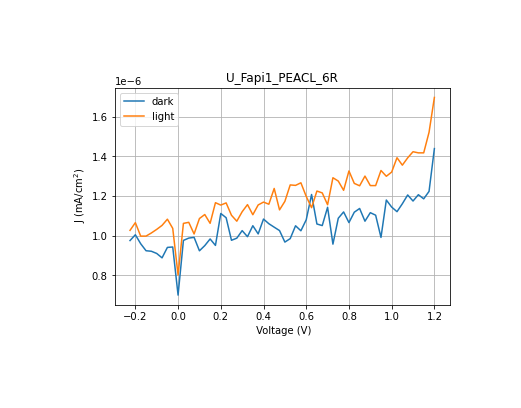 U_Fapi1_PEACL_6R
1e−6
dark
light
1.6
1.4
1.2
1.0
0.8
J (mA/cm²)
−0.2 0.0 0.2 0.4 0.6 0.8 1.0 1.2
Voltage (V)